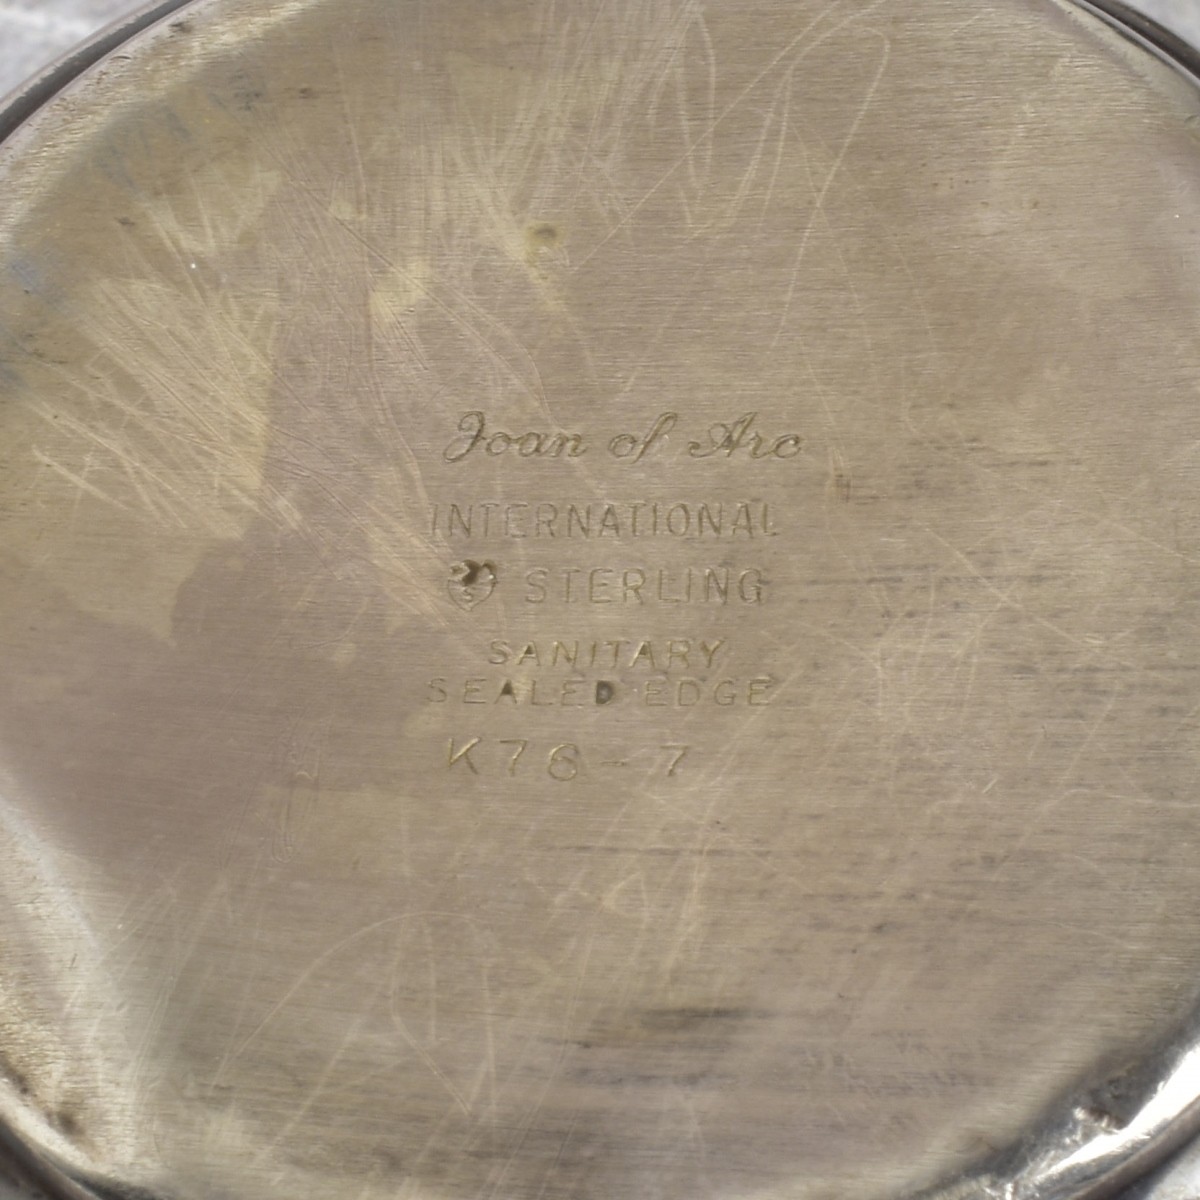 Joan of Arc
INTERNATIONAL
S STERLING
SANITARY
SEALED EDGE
K78-7